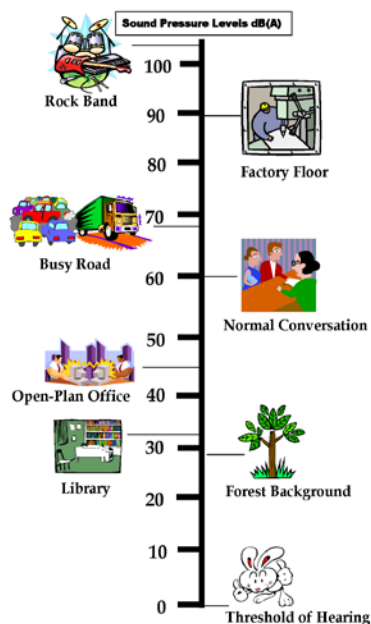 Sound Pressure Levels dB(A)
100
Rock Band
90
Factory Floor
80
70
Busy Road
60
Normal Conversation
50
Open-Plan Office
40
30
Library
Forest Background
20
10
0
Threshold of Hearing